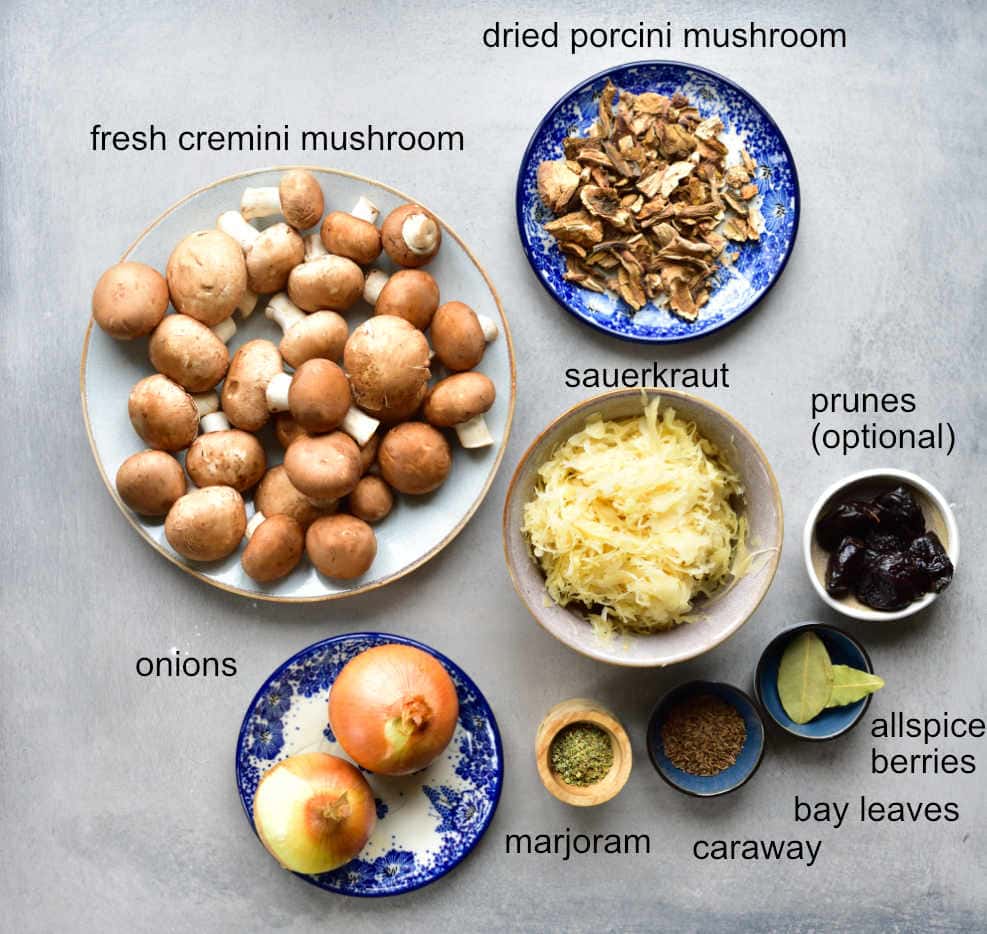 dried porcini mushroom
fresh cremini mushroom
sauerkraut
prunes
(optional)
onions
allspice
berries
bay leaves
marjoram
caraway